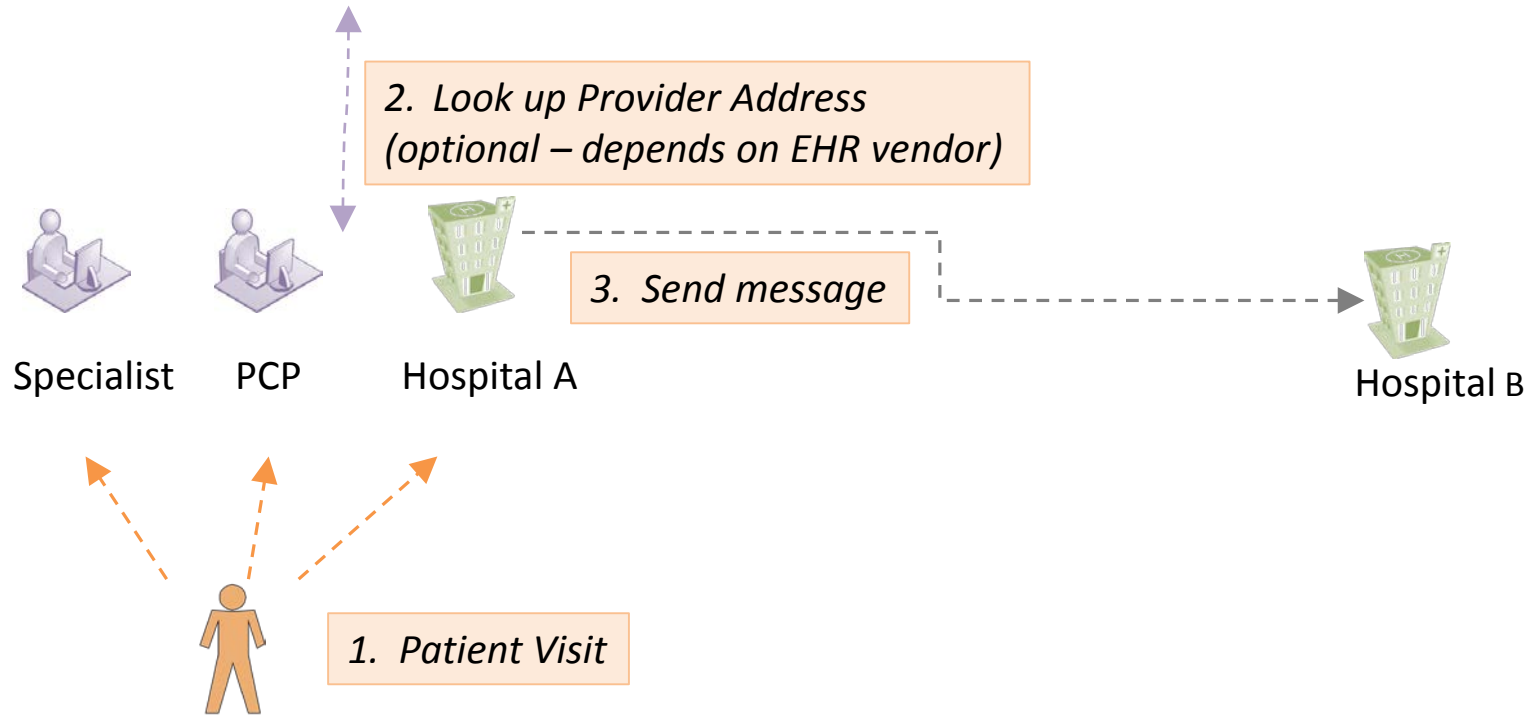 2. Look up Provider Address
(optional – depends on EHR vendor)
3. Send message
Specialist
PCP
Hospital A
Hospital B
1. Patient Visit